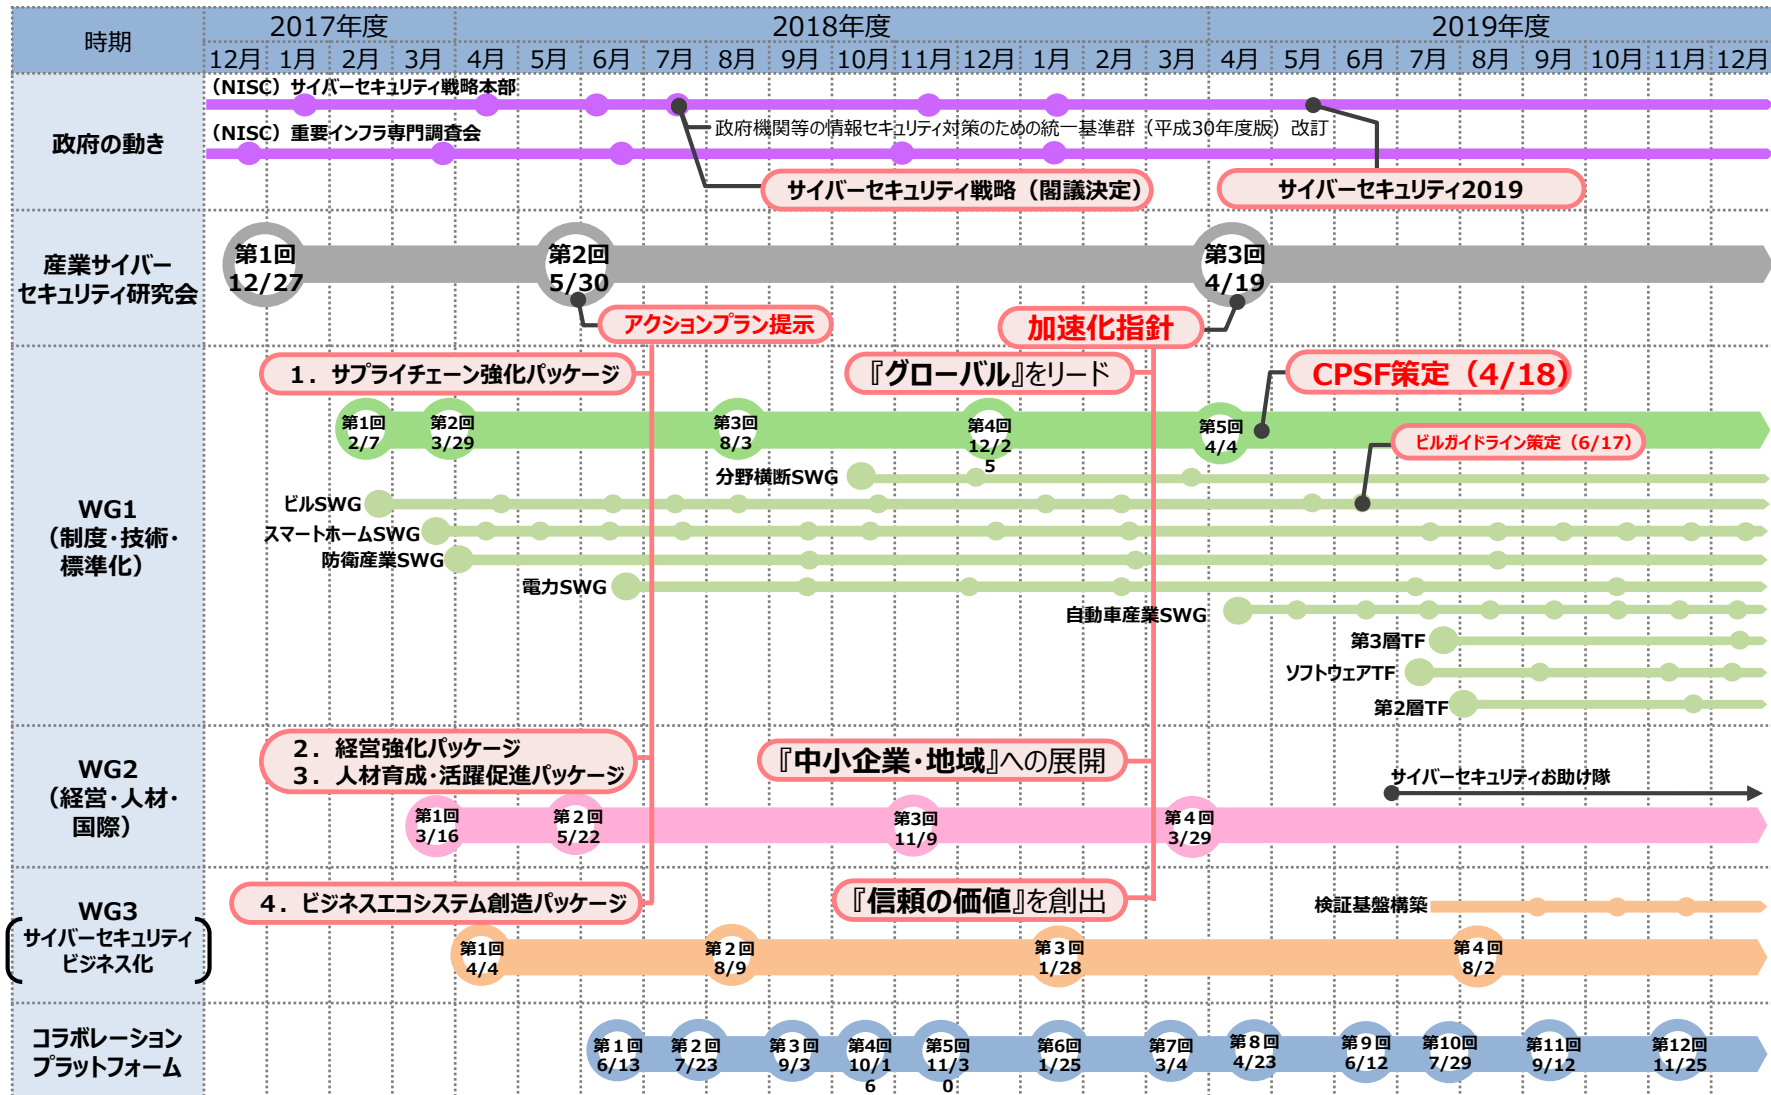 時期
2017年度
2018年度
2019年度
12月 1月 2月 3月 4月 5月 6月 7月 8月 9月 10月 11月 12月 1月 2月 3月 4月 5月 6月 7月 8月 9月 10月 11月 12月
政府の動き
（NISC）サイバーセキュリティ戦略本部
政府機関等の情報セキュリティ対策のための統一基準群（平成30年度版）改訂
（NISC）重要インフラ専門調査会
サイバーセキュリティ戦略（閣議決定）
サイバーセキュリティ2019
産業サイバー
セキュリティ研究会
第1回
12/27
第2回
5/30
第3回
4/19
アクションプラン提示
加速化指針
WG1
（制度・技術・
標準化）
1．サプライチェーン強化パッケージ
『グローバル』をリード
CPSF策定（4/18）
第1回
2/7
第2回
3/29
第3回
8/3
第4回
12/2
5
第5回
4/4
ビルガイドライン策定（6/17）
分野横断SWG
ビルSWG
スマートホームSWG
防衛産業SWG
電力SWG
自動車産業SWG
第3層TF
ソフトウェアTF
第2層TF
WG2
（経営・人材・
国際）
2．経営強化パッケージ
3．人材育成・活躍促進パッケージ
『中小企業・地域』への展開
サイバーセキュリティお助け隊
第1回
3/16
第２回
5/22
第3回
11/9
第４回
3/29
WG3
サイバーセキュリティ
ビジネス化
4．ビジネスエコシステム創造パッケージ
『信頼の価値』を創出
検証基盤構築
第1回
4/4
第２回
8/9
第３回
1/28
第４回
8/2
コラボレーション
プラットフォーム
第１回
6/13
第２回
7/23
第３回
9/3
第4回
10/1
6
第5回
11/3
0
第6回
1/25
第7回
3/4
第８回
4/23
第９回
6/12
第10回
7/29
第11回
9/12
第12回
11/25